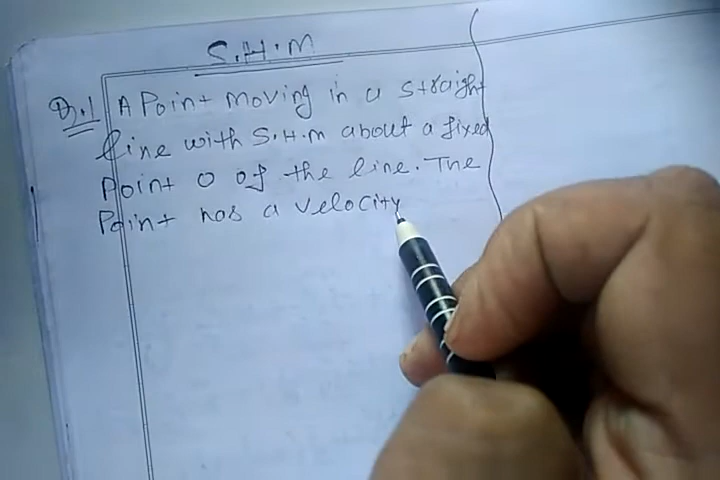 S.H.M
Q.1 A Point moving in a straight
line with S.H.m about a fixed
Point O of the line. The
Point has a velocity